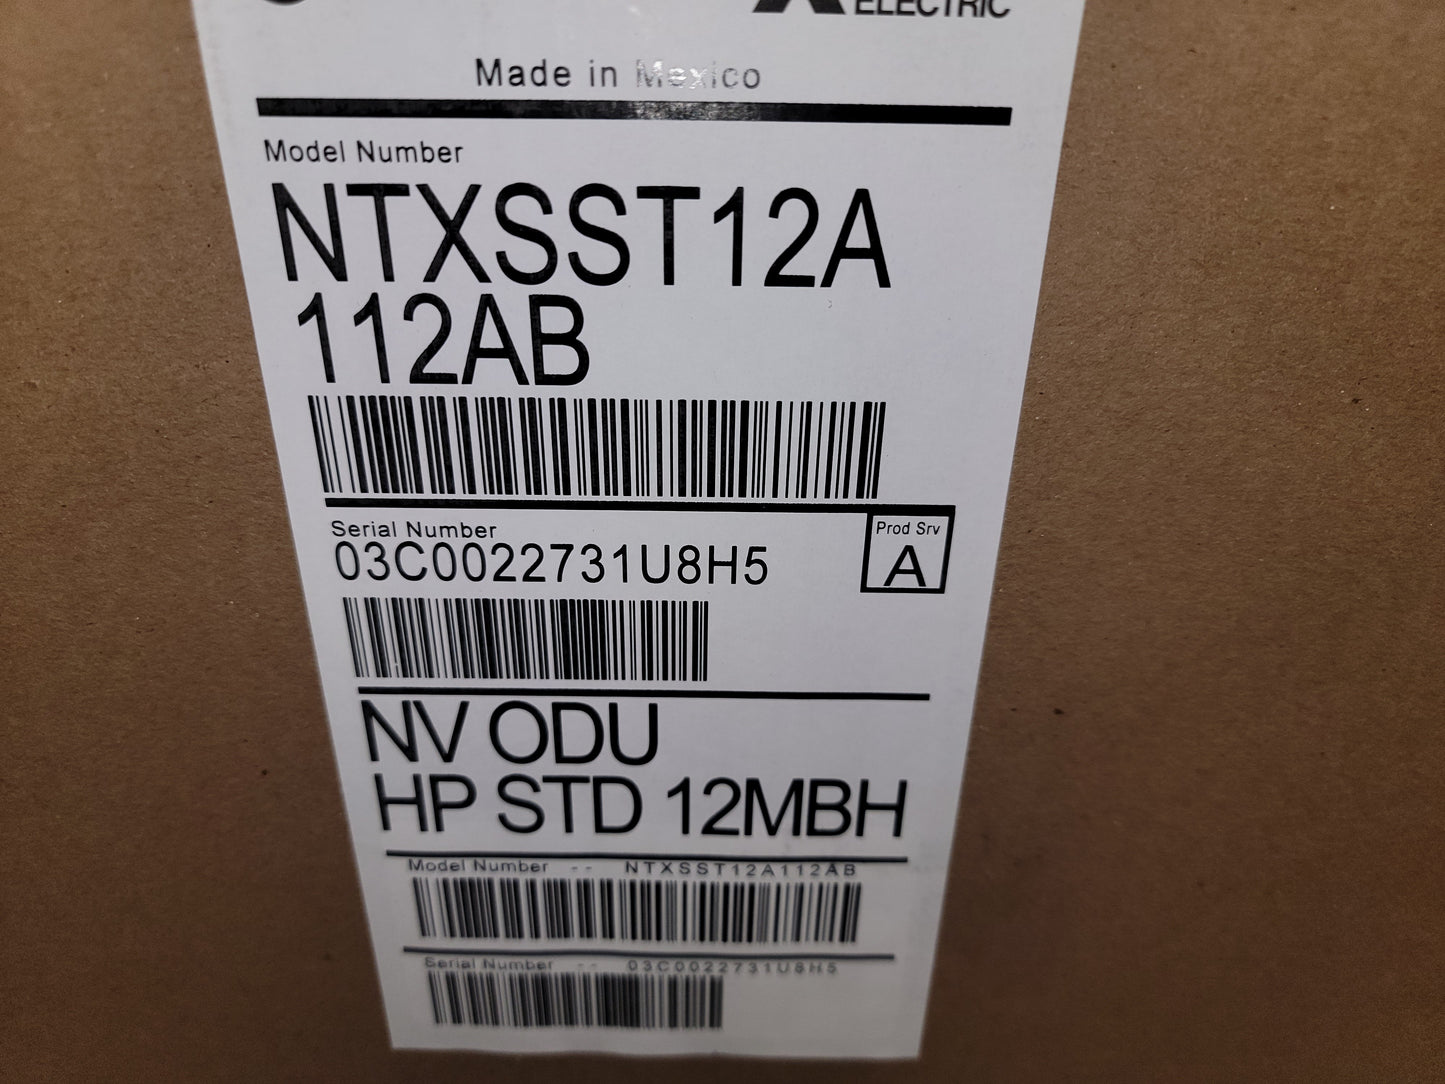 ELECTRIC
Made in Mexico
Model Number
NTXSST12A
112AB
Serial Number
03C0022731U8H5
Prod Srv
A
NV ODU
HP STD 12MBH
Model Number -- NTXSST12A112AB
Serial Number -- 03C0022731U8H5